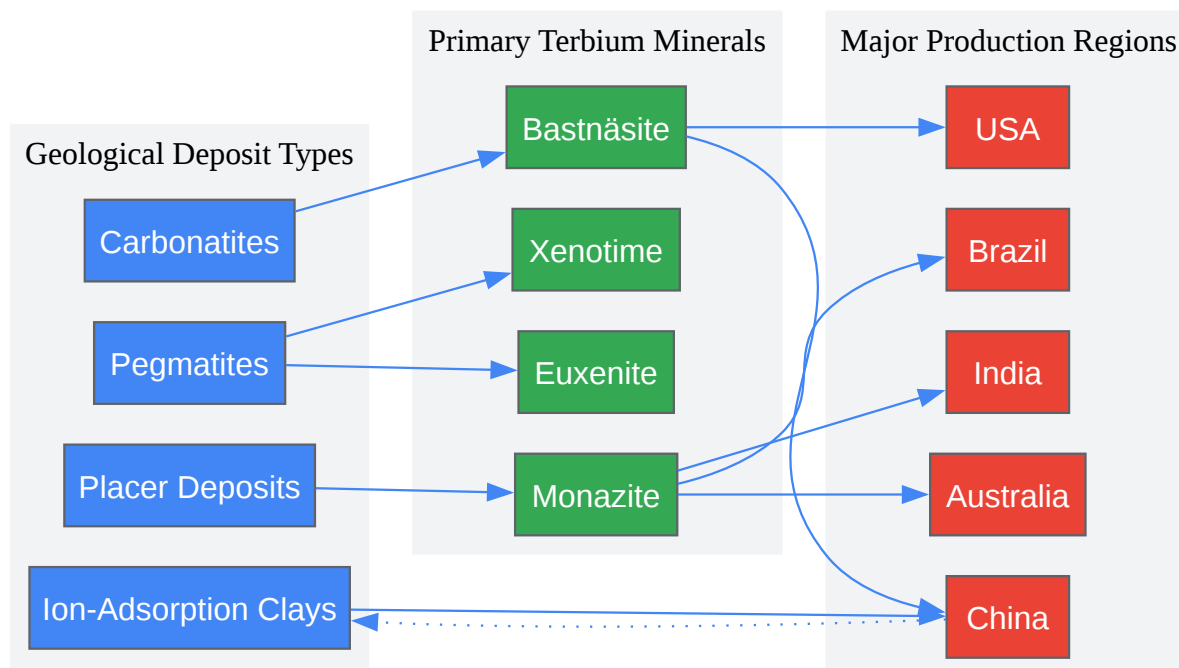 Geological Deposit Types
Carbonatites
Pegmatites
Placer Deposits
Ion-Adsorption Clays
Primary Terbium Minerals
Bastnäsite
Xenotime
Euxenite
Monazite
Major Production Regions
USA
Brazil
India
Australia
China